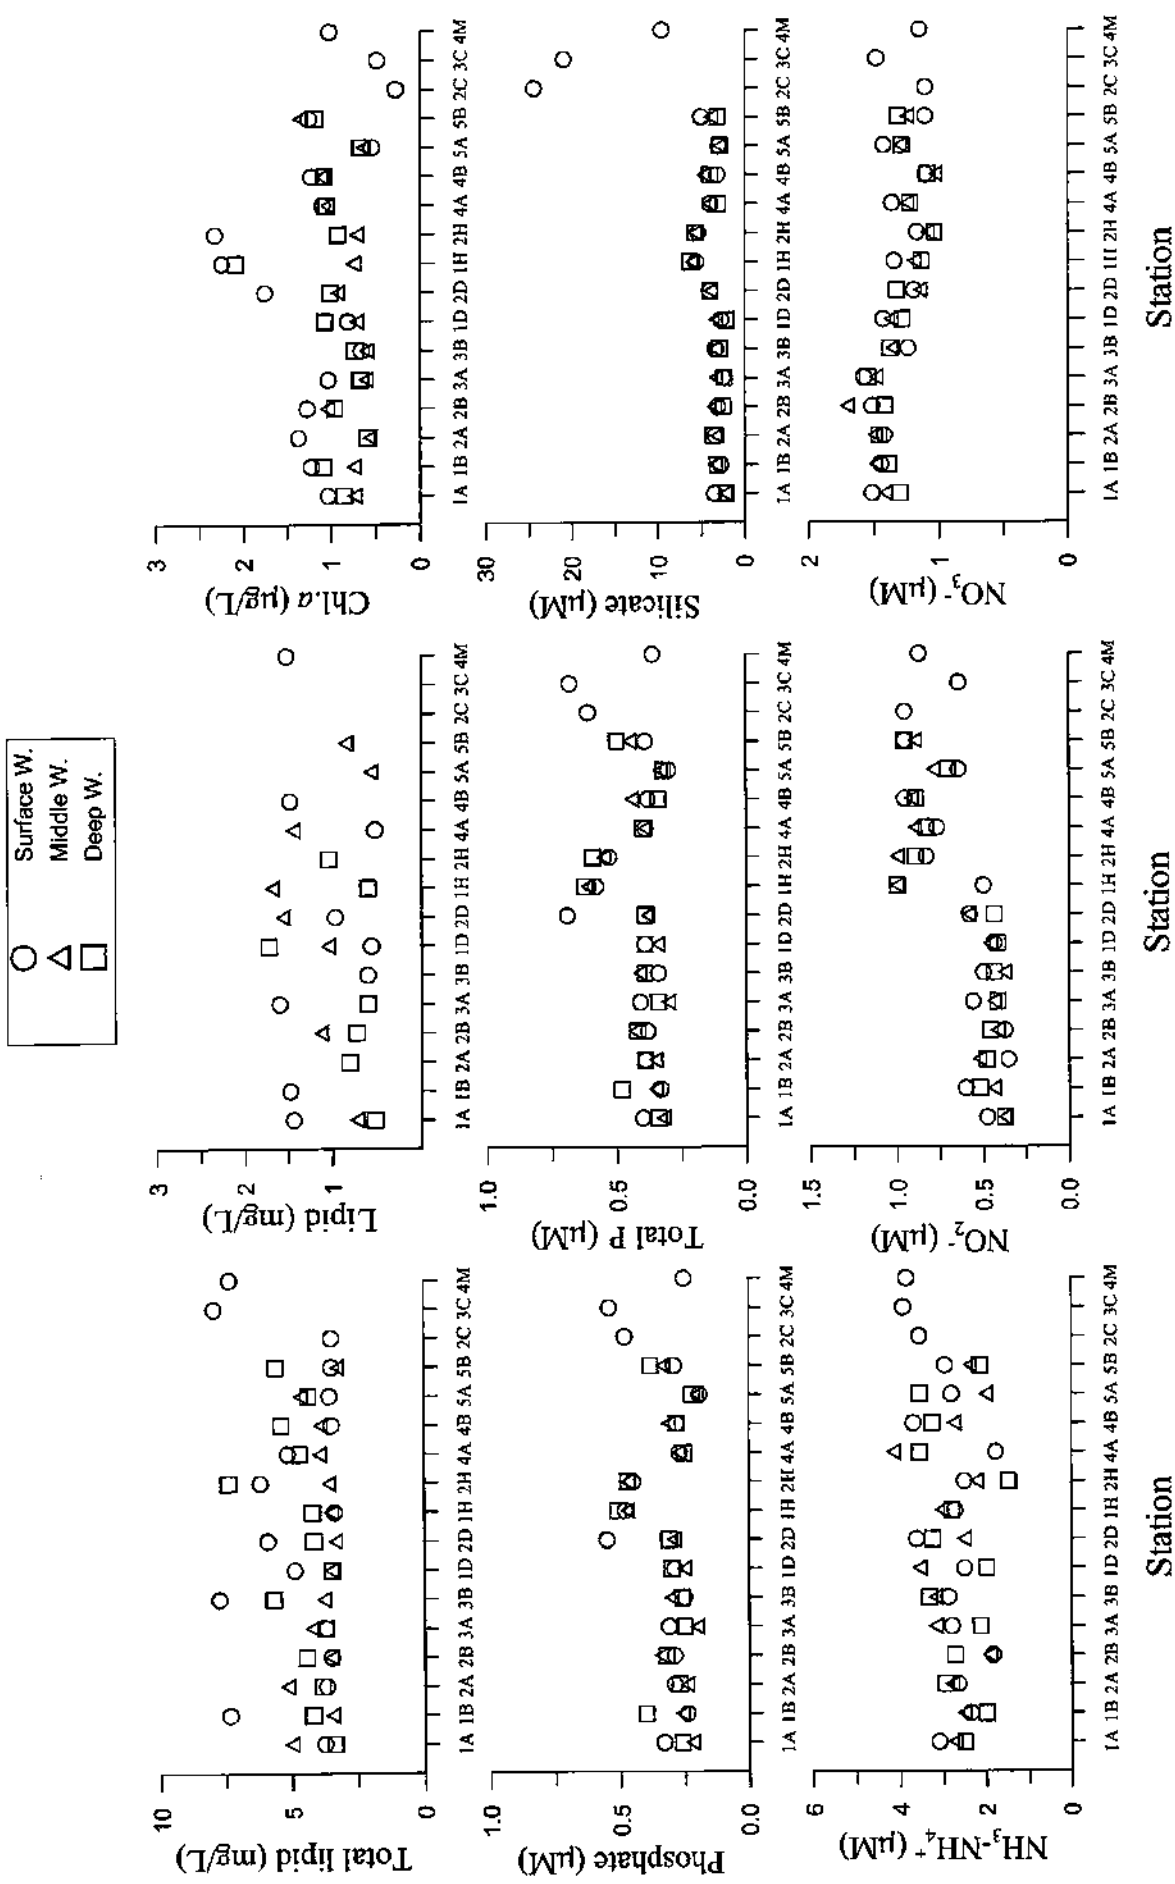 Surface W.
Middle W.
Deep W.
Total lipid (mg/L)
10
5
0
1A 1B 2A 2B 3A 3B 1D 2D 1H 2H 4A 4B 5A 5B 2C 3C 4M
Lipid (mg/L)
3
2
1
1A 1B 2A 2B 3A 3B 1D 2D 1H 2H 4A 4B 5A 5B 2C 3C 4M
Chl.a (µg/L)
3
2
1
0
1A 1B 2A 2B 3A 3B 1D 2D 1H 2H 4A 4B 5A 5B 2C 3C 4M
Phosphate (µM)
1.0
0.5
0.0
1A 1B 2A 2B 3A 3B 1D 2D 1H 2H 4A 4B 5A 5B 2C 3C 4M
Total P (µM)
1.0
0.5
0.0
1A 1B 2A 2B 3A 3B 1D 2D 1H 2H 4A 4B 5A 5B 2C 3C 4M
Silicate (µM)
30
20
10
0
1A 1B 2A 2B 3A 3B 1D 2D 1H 2H 4A 4B 5A 5B 2C 3C 4M
NH₃-NH₄⁺ (µM)
6
4
2
0
1A 1B 2A 2B 3A 3B 1D 2D 1H 2H 4A 4B 5A 5B 2C 3C 4M
Station
NO₂⁻ (µM)
1.5
1.0
0.5
0.0
1A 1B 2A 2B 3A 3B 1D 2D 1H 2H 4A 4B 5A 5B 2C 3C 4M
Station
NO₃⁻ (µM)
2
1
0
1A 1B 2A 2B 3A 3B 1D 2D 1H 2H 4A 4B 5A 5B 2C 3C 4M
Station